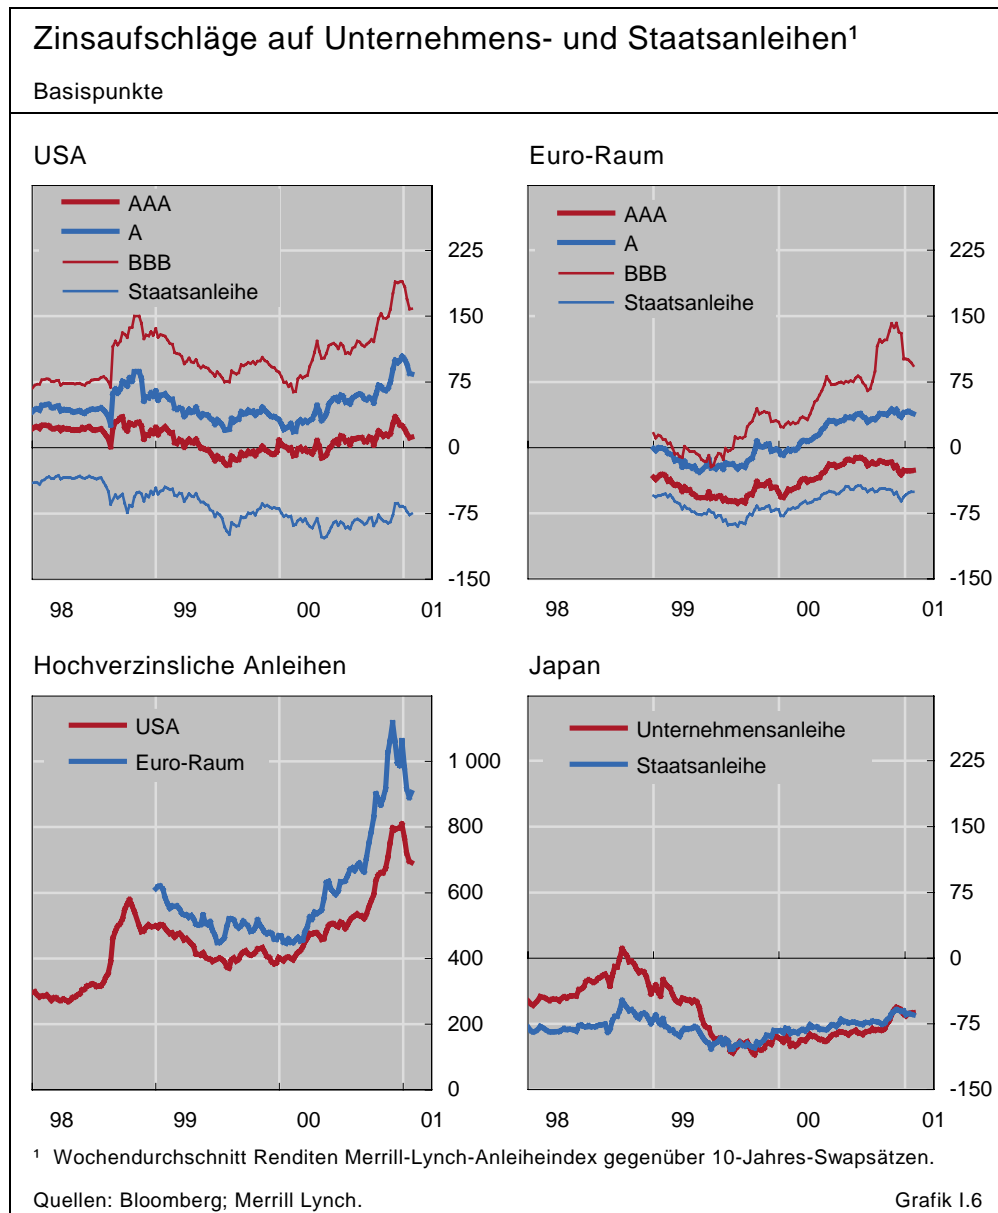 Zinsaufschläge auf Unternehmens- und Staatsanleihen¹
Basispunkte
USA
AAA
A
BBB
Staatsanleihe
225
150
75
0
-75
-150
98
99
00
01
Euro-Raum
AAA
A
BBB
Staatsanleihe
225
150
75
0
-75
-150
98
99
00
01
Hochverzinsliche Anleihen
USA
Euro-Raum
1 000
800
600
400
200
0
98
99
00
01
Japan
Unternehmensanleihe
Staatsanleihe
225
150
75
0
-75
-150
98
99
00
01
¹ Wochendurchschnitt Renditen Merrill-Lynch-Anleiheindex gegenüber 10-Jahres-Swapsätzen.
Quellen: Bloomberg; Merrill Lynch.
Grafik I.6